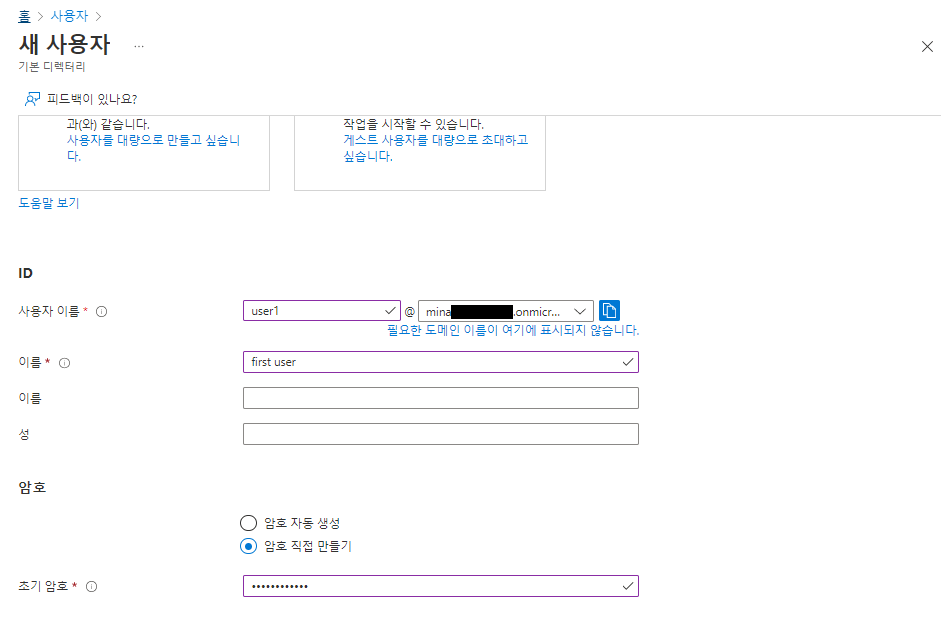 홈 > 사용자 >
새 사용자 ...
기본 디렉터리
피드백이 있나요?
과(와) 같습니다.
사용자를 대량으로 만들고 싶습니
다.
작업을 시작할 수 있습니다.
게스트 사용자를 대량으로 초대하고
싶습니다.
도움말 보기
ID
사용자 이름 * user1 @ mina .onmicr...
필요한 도메인 이름이 여기에 표시되지 않습니다.
이름 * first user
이름
성
암호
암호 자동 생성
암호 직접 만들기
초기 암호 * ••••••••••••